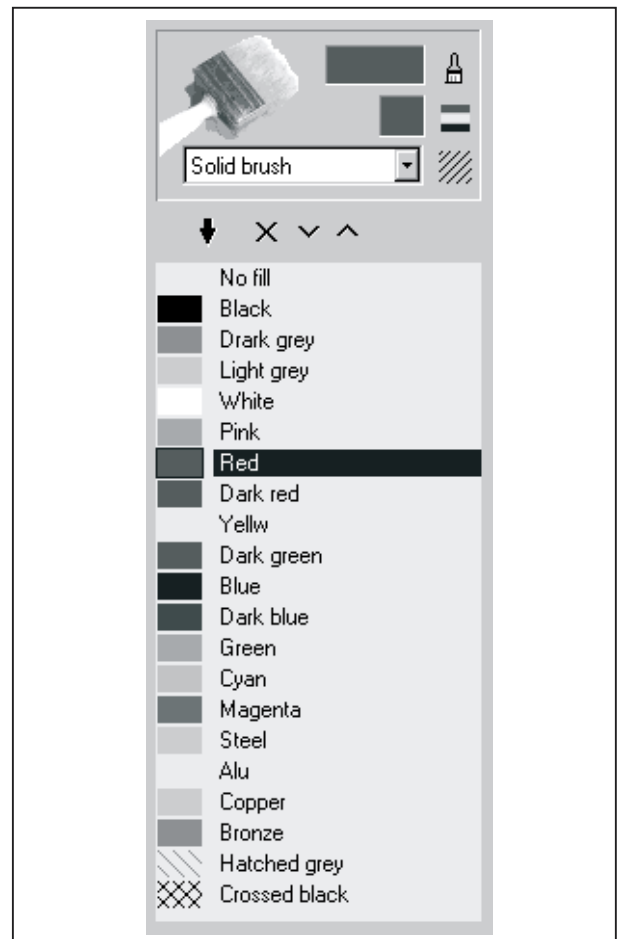 Solid brush
No fill
Black
Drark grey
Light grey
White
Pink
Red
Dark red
Yellw
Dark green
Blue
Dark blue
Green
Cyan
Magenta
Steel
Alu
Copper
Bronze
Hatched grey
Crossed black